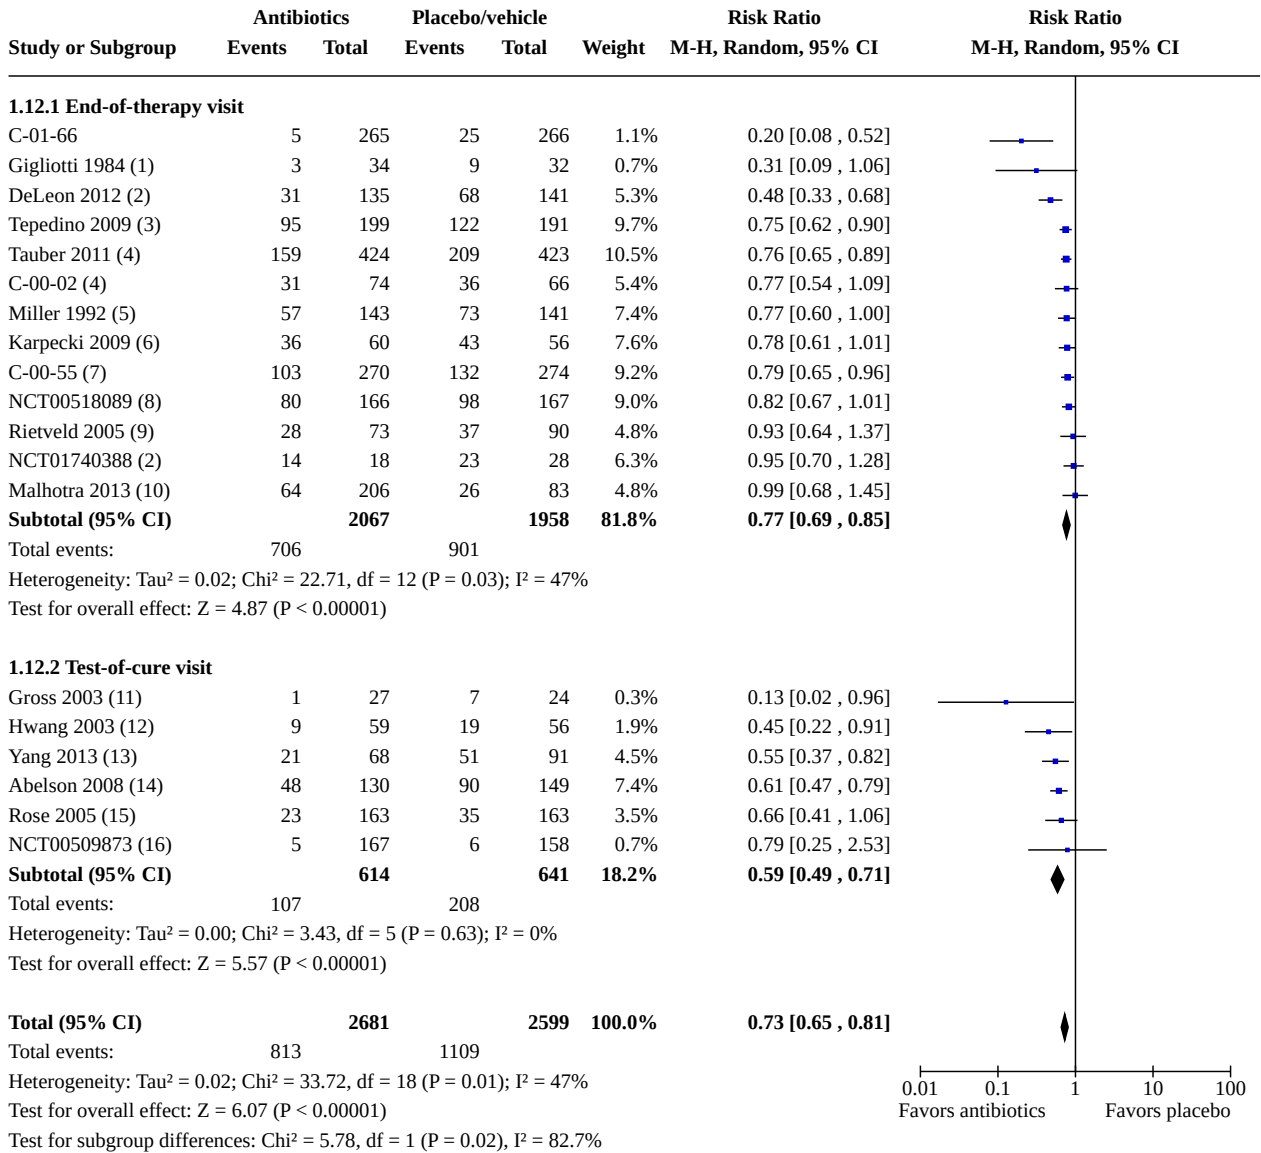 Antibiotics Placebo/vehicle Risk Ratio Risk Ratio
Study or Subgroup Events Total Events Total Weight M-H, Random, 95% CI M-H, Random, 95% CI
1.12.1 End-of-therapy visit
C-01-66 5 265 25 266 1.1% 0.20 [0.08 , 0.52]
Gigliotti 1984 (1) 3 34 9 32 0.7% 0.31 [0.09 , 1.06]
DeLeon 2012 (2) 31 135 68 141 5.3% 0.48 [0.33 , 0.68]
Tepedino 2009 (3) 95 199 122 191 9.7% 0.75 [0.62 , 0.90]
Tauber 2011 (4) 159 424 209 423 10.5% 0.76 [0.65 , 0.89]
C-00-02 (4) 31 74 36 66 5.4% 0.77 [0.54 , 1.09]
Miller 1992 (5) 57 143 73 141 7.4% 0.77 [0.60 , 1.00]
Karpecki 2009 (6) 36 60 43 56 7.6% 0.78 [0.61 , 1.01]
C-00-55 (7) 103 270 132 274 9.2% 0.79 [0.65 , 0.96]
NCT00518089 (8) 80 166 98 167 9.0% 0.82 [0.67 , 1.01]
Rietveld 2005 (9) 28 73 37 90 4.8% 0.93 [0.64 , 1.37]
NCT01740388 (2) 14 18 23 28 6.3% 0.95 [0.70 , 1.28]
Malhotra 2013 (10) 64 206 26 83 4.8% 0.99 [0.68 , 1.45]
Subtotal (95% CI) 2067 1958 81.8% 0.77 [0.69 , 0.85]
Total events: 706 901
Heterogeneity: Tau² = 0.02; Chi² = 22.71, df = 12 (P = 0.03); I² = 47%
Test for overall effect: Z = 4.87 (P < 0.00001)
1.12.2 Test-of-cure visit
Gross 2003 (11) 1 27 7 24 0.3% 0.13 [0.02 , 0.96]
Hwang 2003 (12) 9 59 19 56 1.9% 0.45 [0.22 , 0.91]
Yang 2013 (13) 21 68 51 91 4.5% 0.55 [0.37 , 0.82]
Abelson 2008 (14) 48 130 90 149 7.4% 0.61 [0.47 , 0.79]
Rose 2005 (15) 23 163 35 163 3.5% 0.66 [0.41 , 1.06]
NCT00509873 (16) 5 167 6 158 0.7% 0.79 [0.25 , 2.53]
Subtotal (95% CI) 614 641 18.2% 0.59 [0.49 , 0.71]
Total events: 107 208
Heterogeneity: Tau² = 0.00; Chi² = 3.43, df = 5 (P = 0.63); I² = 0%
Test for overall effect: Z = 5.57 (P < 0.00001)
Total (95% CI) 2681 2599 100.0% 0.73 [0.65 , 0.81]
Total events: 813 1109
Heterogeneity: Tau² = 0.02; Chi² = 33.72, df = 18 (P = 0.01); I² = 47%
0.01 0.1 1 10 100
Test for overall effect: Z = 6.07 (P < 0.00001)
Favors antibiotics Favors placebo
Test for subgroup differences: Chi² = 5.78, df = 1 (P = 0.02), I² = 82.7%